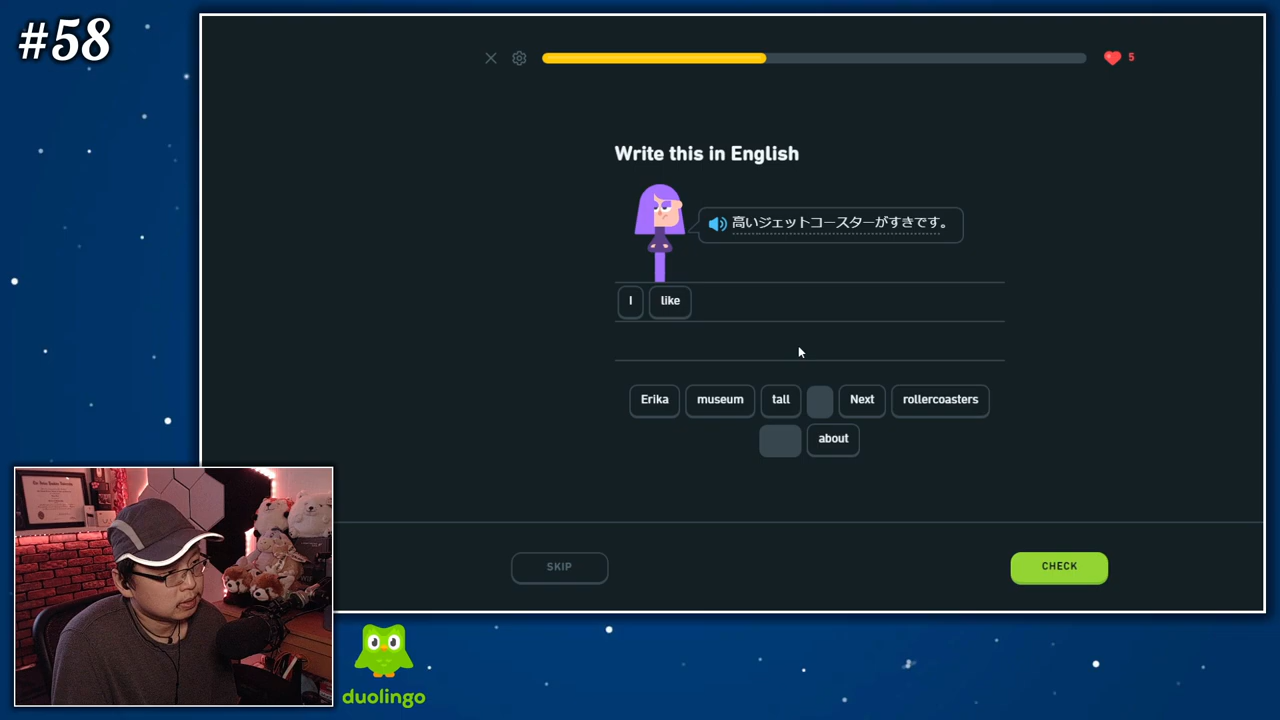 #58
5
Write this in English
高いジェットコースターがすきです。
I like
Erika museum tall Next rollercoasters
about
SKIP
CHECK
duolingo